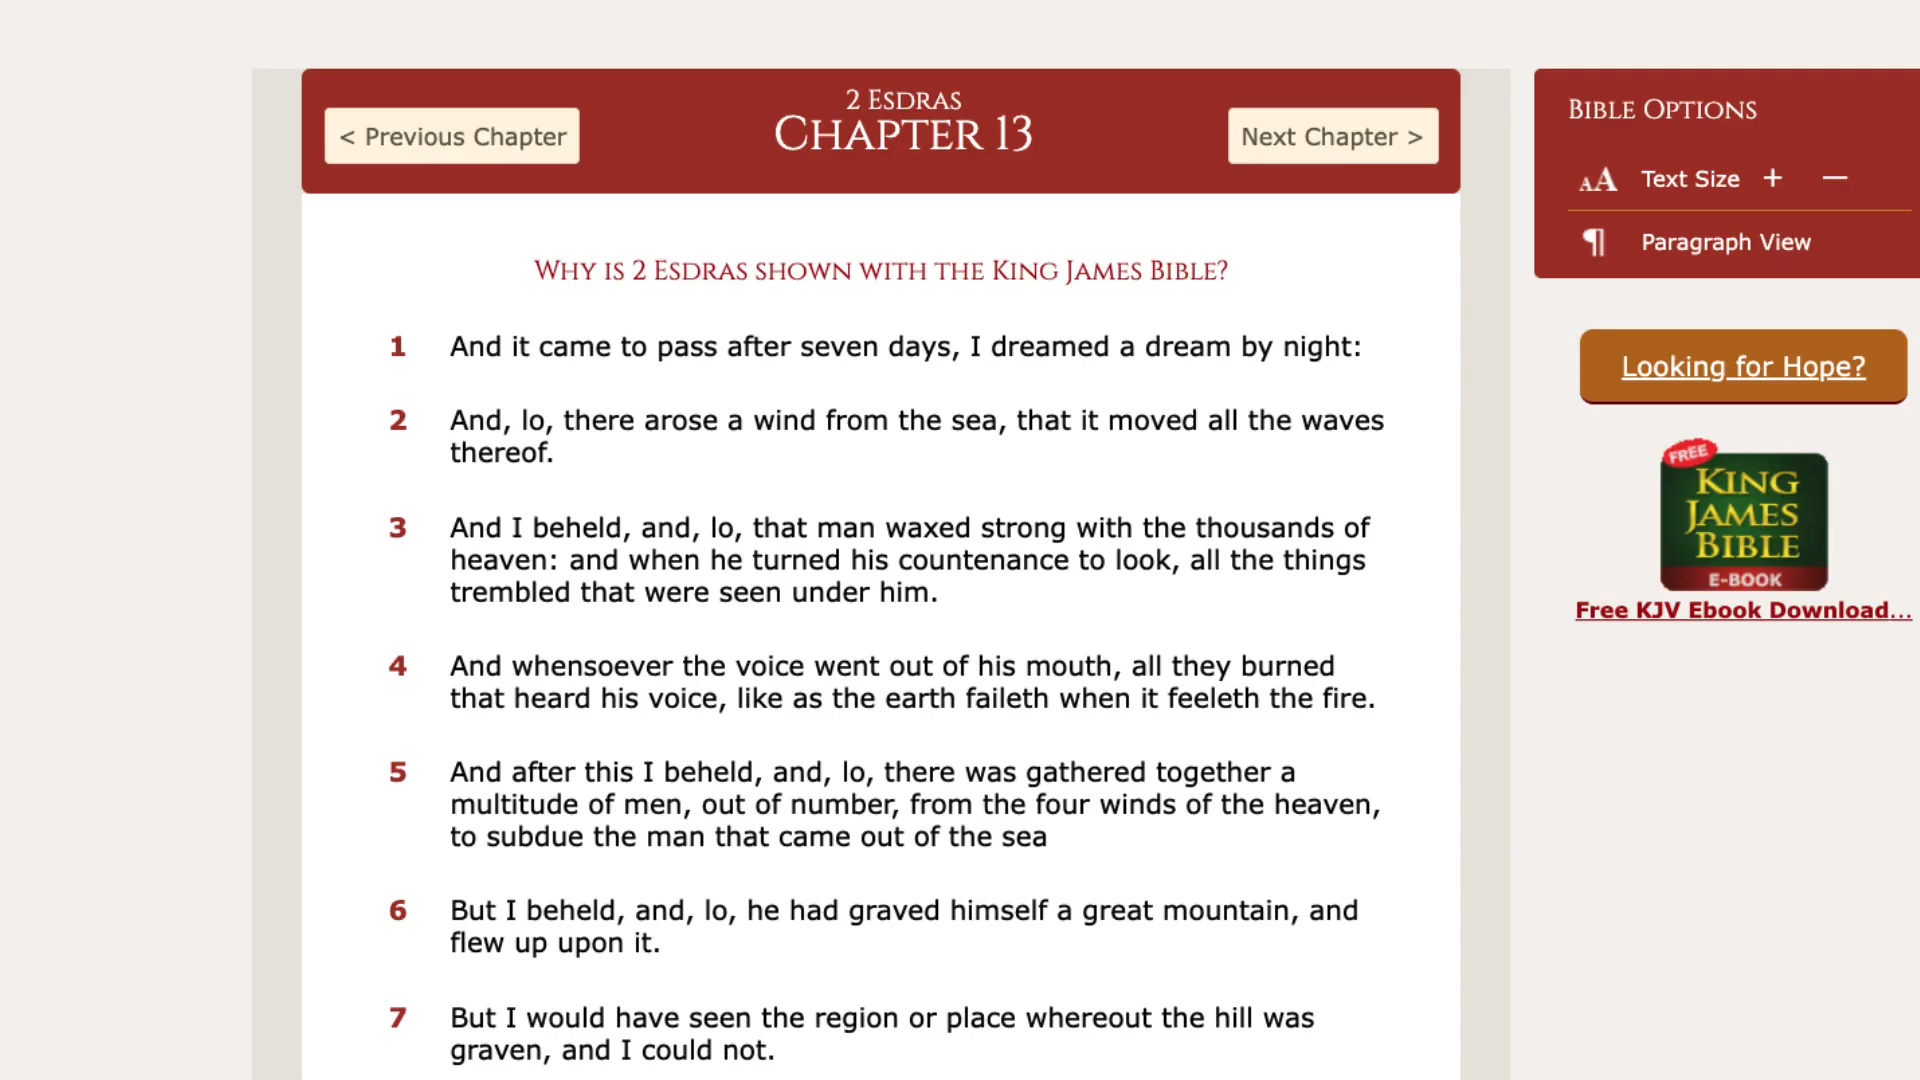 < Previous Chapter
2 Esdras
Chapter 13
Next Chapter >
Why is 2 Esdras shown with the King James Bible?
1 And it came to pass after seven days, I dreamed a dream by night:
2 And, lo, there arose a wind from the sea, that it moved all the waves
thereof.
3 And I beheld, and, lo, that man waxed strong with the thousands of
heaven: and when he turned his countenance to look, all the things
trembled that were seen under him.
4 And whensoever the voice went out of his mouth, all they burned
that heard his voice, like as the earth faileth when it feeleth the fire.
5 And after this I beheld, and, lo, there was gathered together a
multitude of men, out of number, from the four winds of the heaven,
to subdue the man that came out of the sea
6 But I beheld, and, lo, he had graved himself a great mountain, and
flew up upon it.
7 But I would have seen the region or place whereout the hill was
graven, and I could not.
Bible Options
AA Text Size + —
¶ Paragraph View
Looking for Hope?
FREE
KING
JAMES
BIBLE
E-BOOK
Free KJV Ebook Download...